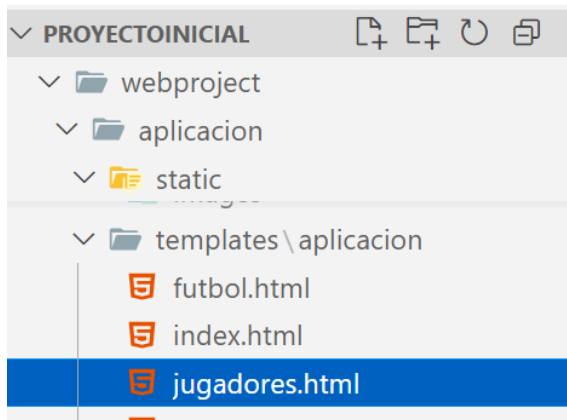 PROYECTOINICIAL
webproject
aplicacion
static
templates\aplicacion
futbol.html
index.html
jugadores.html